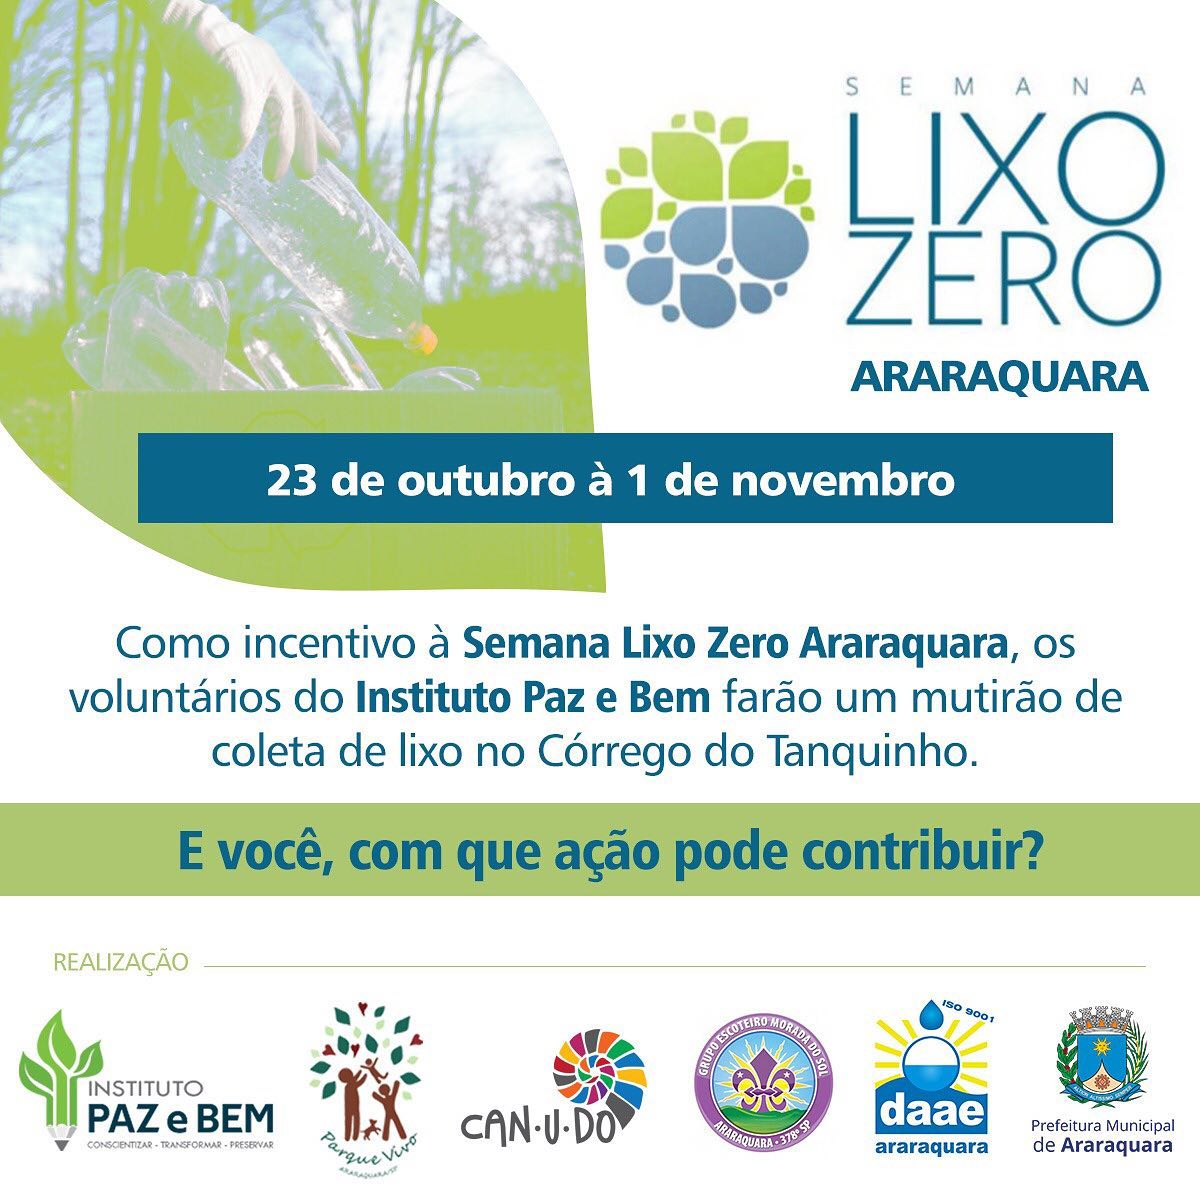 SEMANA
LIXO
ZERO
ARARAQUARA
23 de outubro à 1 de novembro
Como incentivo à Semana Lixo Zero Araraquara, os
voluntários do Instituto Paz e Bem farão um mutirão de
coleta de lixo no Córrego do Tanquinho.
E você, com que ação pode contribuir?
REALIZAÇÃO
INSTITUTO
PAZ e BEM
CONSCIENTIZAR - TRANSFORMAR - PRESERVAR
Parque Vivo
ARARAQUARA/SP
CAN·U·DO
GRUPO ESCOTEIRO MORADA DO SOL
ARARAQUARA · 378º SP
ISO 9001
daae
araraquara
Prefeitura Municipal
de Araraquara